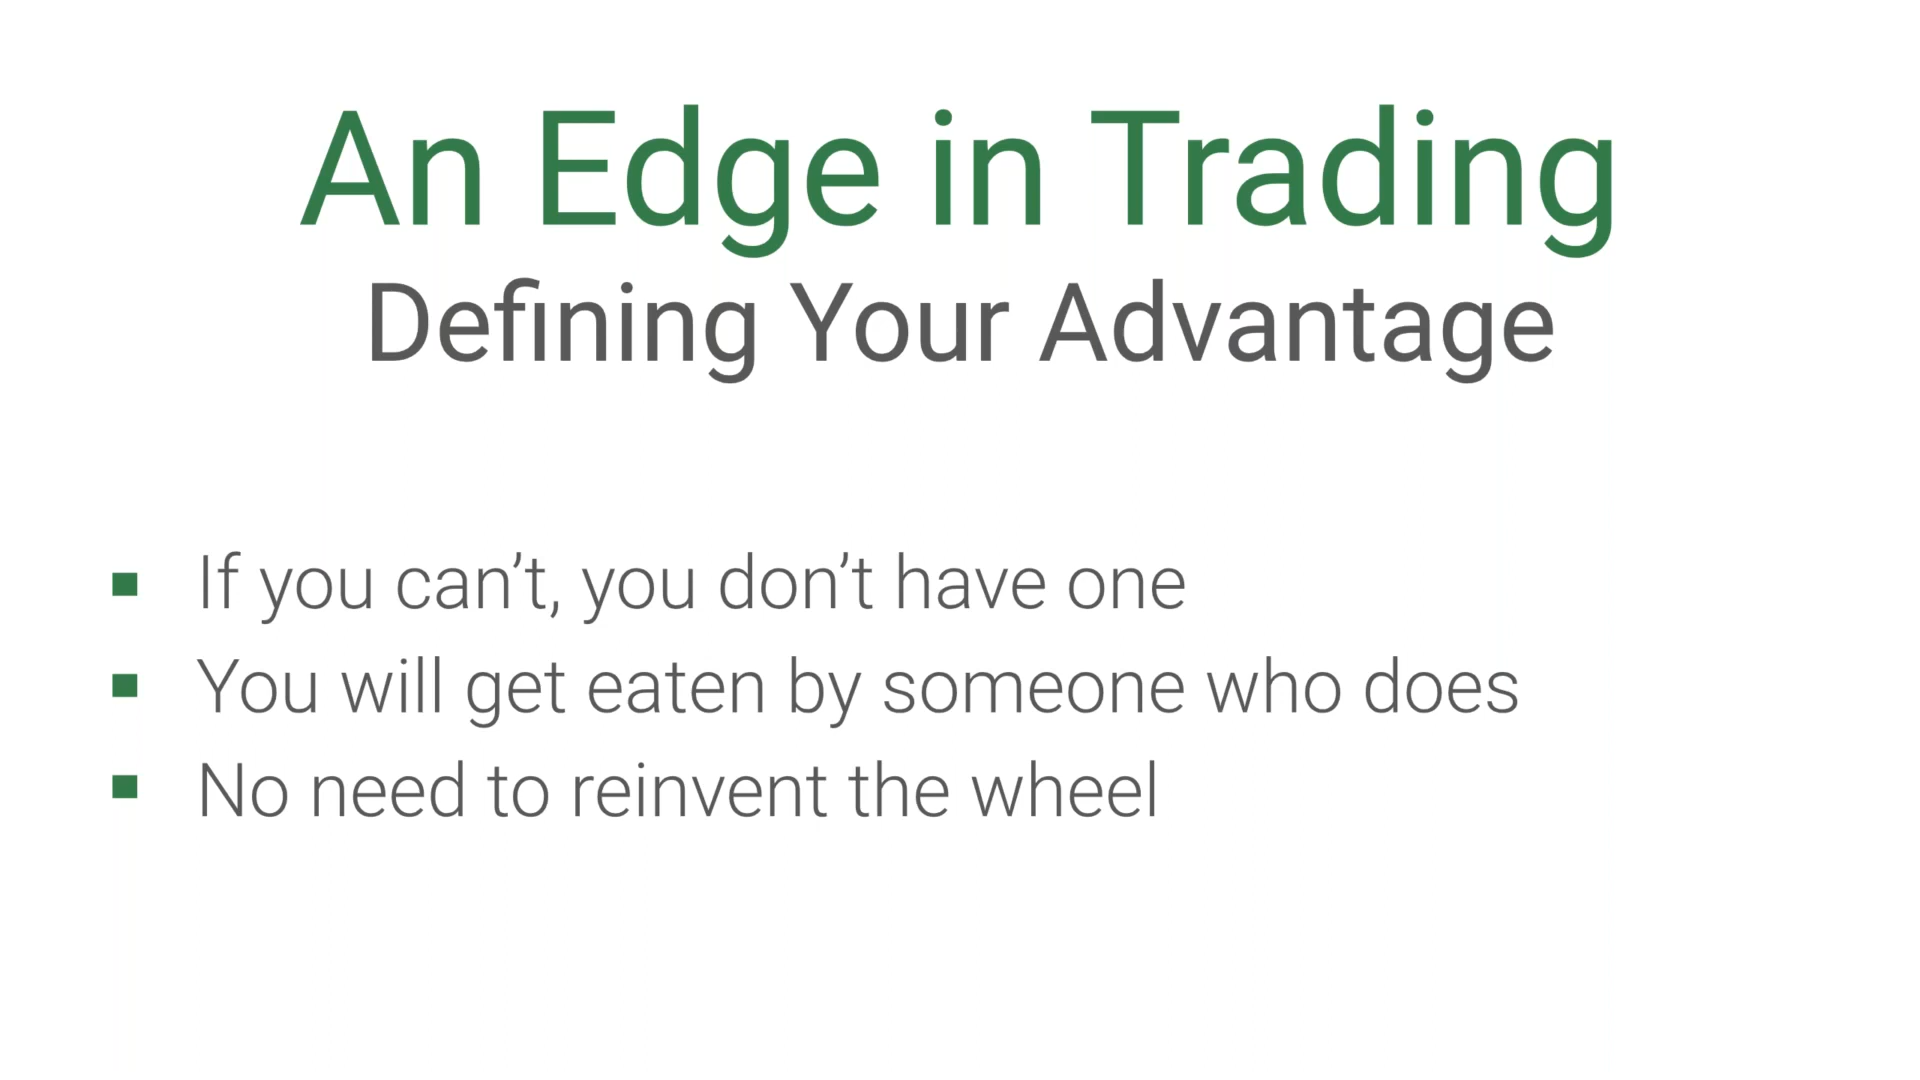 An Edge in Trading
Defining Your Advantage
If you can’t, you don’t have one
You will get eaten by someone who does
No need to reinvent the wheel